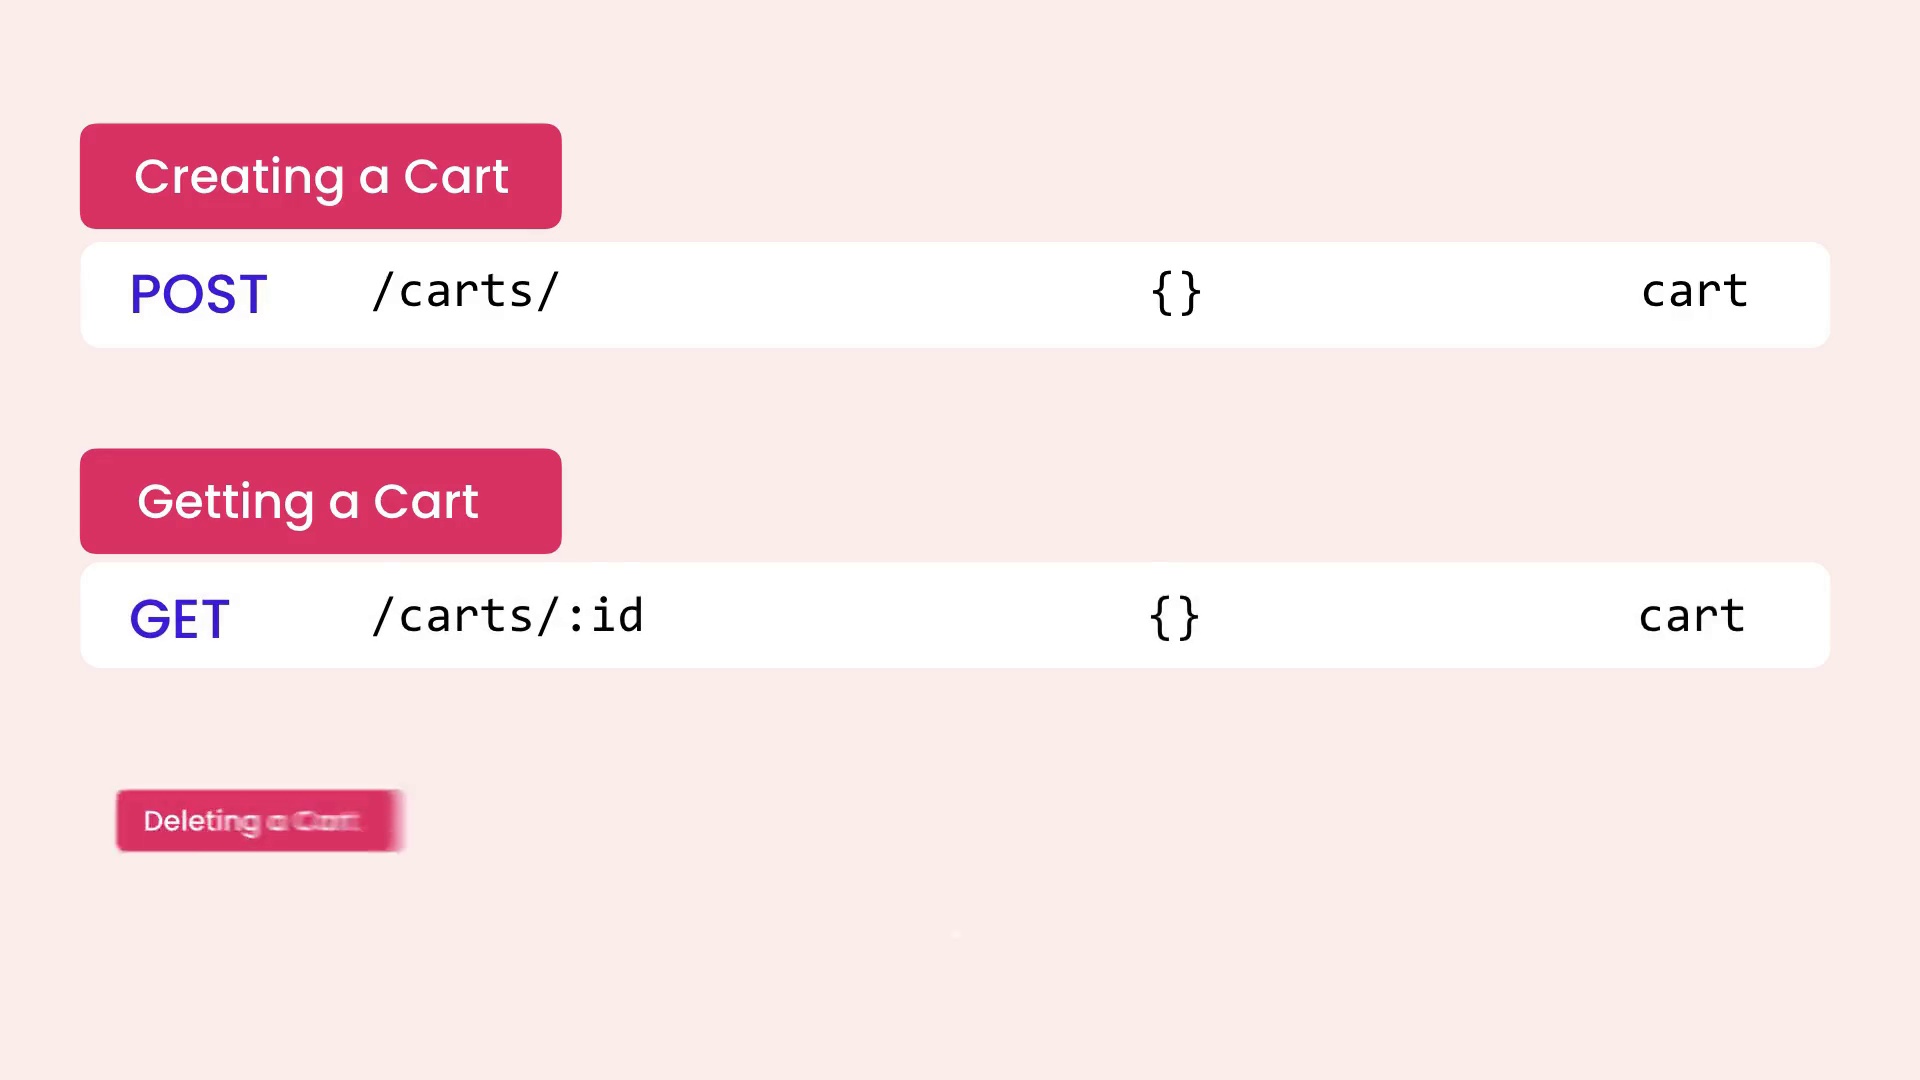 Creating a Cart
POST /carts/ {} cart
Getting a Cart
GET /carts/:id {} cart
Deleting a Cart